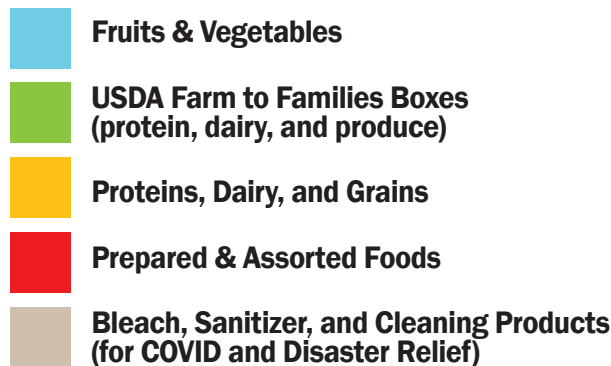 Fruits & Vegetables
USDA Farm to Families Boxes
(protein, dairy, and produce)
Proteins, Dairy, and Grains
Prepared & Assorted Foods
Bleach, Sanitizer, and Cleaning Products
(for COVID and Disaster Relief)